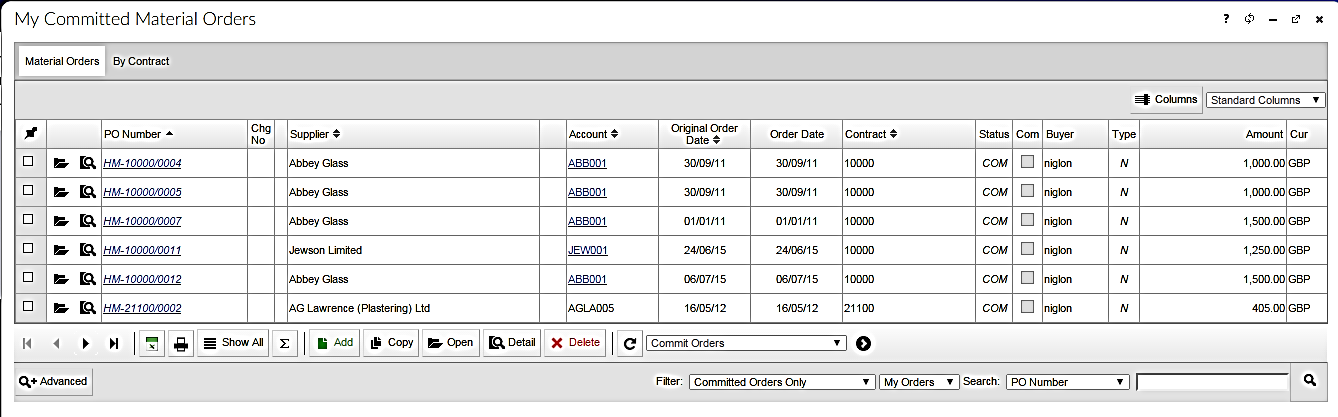 My Committed Material Orders
Material Orders By Contract
Columns Standard Columns
PO Number Chg No Supplier Account Original Order Date Order Date Contract Status Com Buyer Type Amount Cur
HM-10000/0004 Abbey Glass ABB001 30/09/11 30/09/11 10000 COM niglon N 1,000.00 GBP
HM-10000/0005 Abbey Glass ABB001 30/09/11 30/09/11 10000 COM niglon N 1,000.00 GBP
HM-10000/0007 Abbey Glass ABB001 01/01/11 01/01/11 10000 COM niglon N 1,500.00 GBP
HM-10000/0011 Jewson Limited JEW001 24/06/15 24/06/15 10000 COM niglon N 1,250.00 GBP
HM-10000/0012 Abbey Glass ABB001 06/07/15 06/07/15 10000 COM niglon N 1,500.00 GBP
HM-21100/0002 AG Lawrence (Plastering) Ltd AGLA005 16/05/12 16/05/12 21100 COM niglon N 405.00 GBP
Show All Σ Add Copy Open Detail Delete Commit Orders
Advanced Filter: Committed Orders Only My Orders Search: PO Number